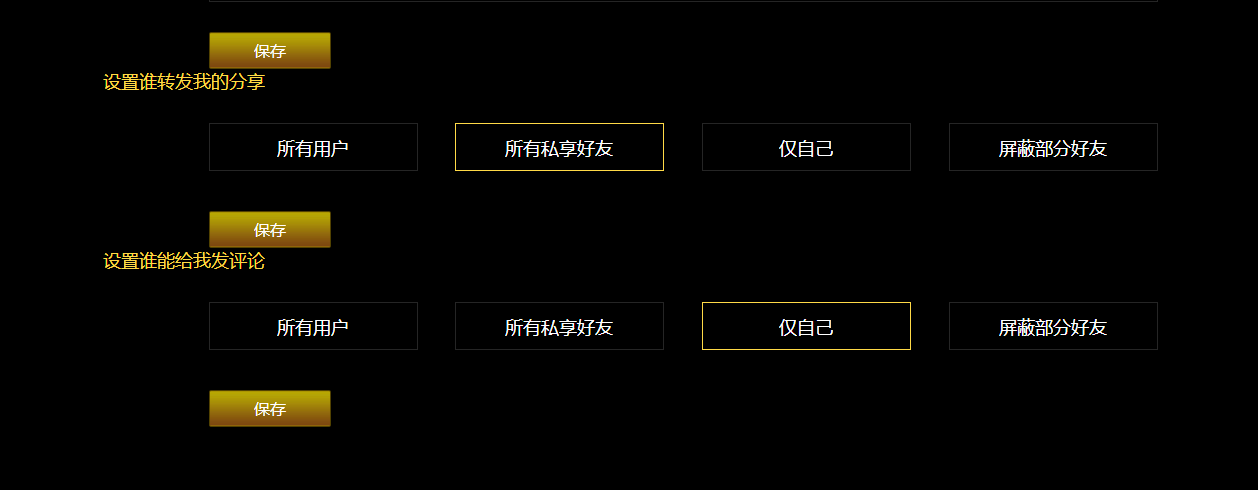 保存
设置谁转发我的分享
所有用户 所有私享好友 仅自己 屏蔽部分好友
保存
设置谁能给我发评论
所有用户 所有私享好友 仅自己 屏蔽部分好友
保存